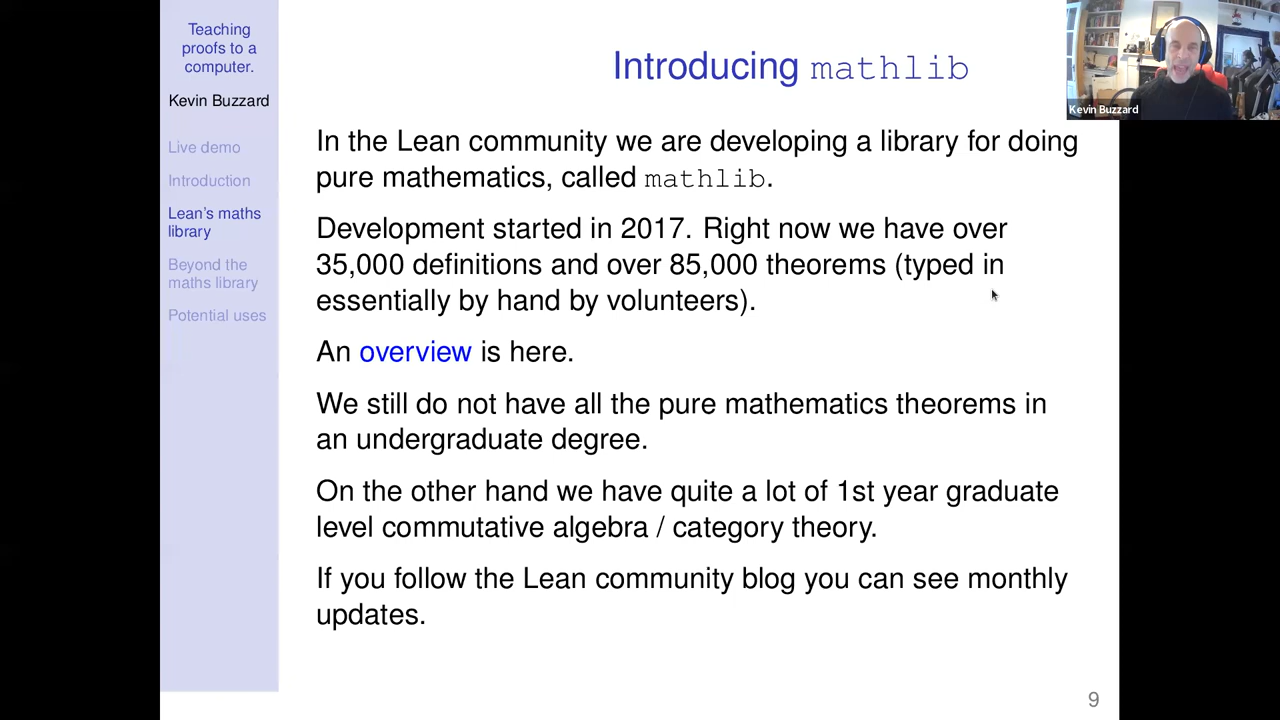 Teaching
proofs to a
computer.
Kevin Buzzard
Live demo
Introduction
Lean's maths
library
Beyond the
maths library
Potential uses
Introducing mathlib
Kevin Buzzard
In the Lean community we are developing a library for doing
pure mathematics, called mathlib.
Development started in 2017. Right now we have over
35,000 definitions and over 85,000 theorems (typed in
essentially by hand by volunteers).
An overview is here.
We still do not have all the pure mathematics theorems in
an undergraduate degree.
On the other hand we have quite a lot of 1st year graduate
level commutative algebra / category theory.
If you follow the Lean community blog you can see monthly
updates.
9